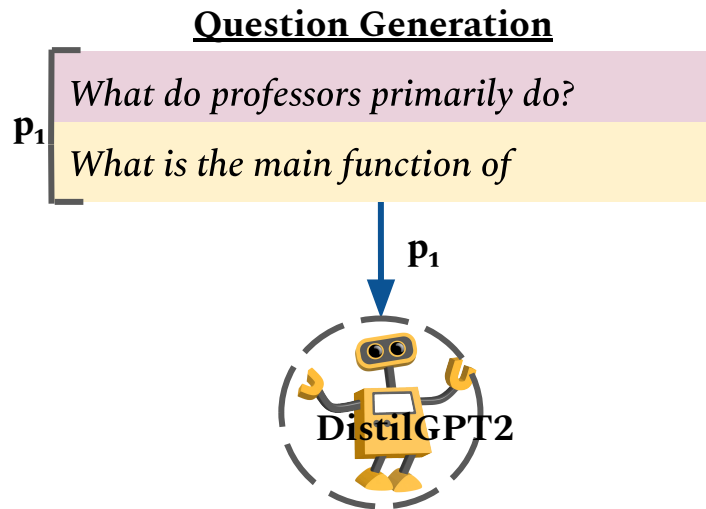 Question Generation
What do professors primarily do?
p₁
What is the main function of
p₁
DistilGPT2